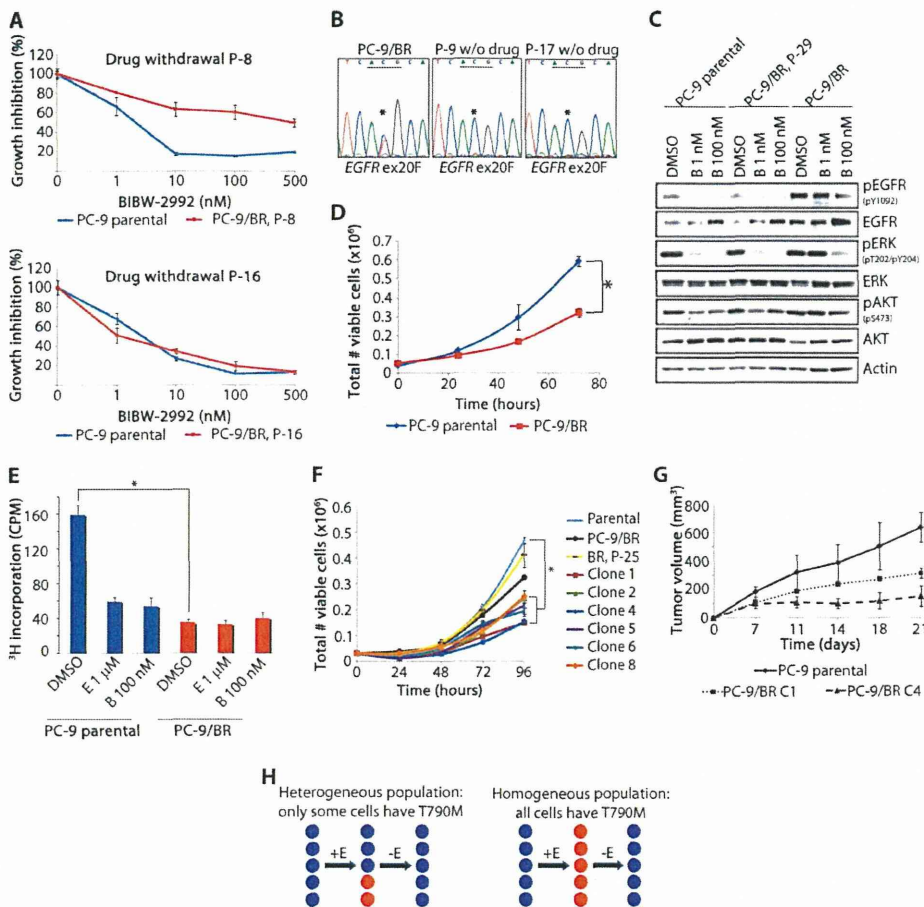 A
Drug withdrawal P-8
Growth inhibition (%)
120
100
80
60
40
20
0
1
10
100
500
BIBW-2992 (nM)
PC-9 parental
PC-9/BR, P-8
Drug withdrawal P-16
Growth inhibition (%)
120
100
80
60
40
20
0
1
10
100
500
BIBW-2992 (nM)
PC-9 parental
PC-9/BR, P-16
B
PC-9/BR
P-9 w/o drug
P-17 w/o drug
T C A C G C A
T C A C G C A
T C A C G C A
*
*
*
EGFR ex20F
EGFR ex20F
EGFR ex20F
C
PC-9 parental
PC-9/BR, P-29
PC-9/BR
DMSO
B 1 nM
B 100 nM
DMSO
B 1 nM
B 100 nM
DMSO
B 1 nM
B 100 nM
pEGFR
(pY1092)
EGFR
pERK
(pT202/pY204)
ERK
pAKT
(pS473)
AKT
Actin
D
Total # viable cells (x10⁶)
0.7
0.6
0.5
0.4
0.3
0.2
0.1
0
0
20
40
60
80
*
Time (hours)
PC-9 parental
PC-9/BR
E
³H incorporation (CPM)
160
120
80
40
0
*
DMSO
E 1 μM
B 100 nM
DMSO
E 1 μM
B 100 nM
PC-9 parental
PC-9/BR
F
Total # viable cells (x10⁶)
0.6
0.5
0.4
0.3
0.2
0.1
0
0
24
48
72
96
*
Time (hours)
Parental
PC-9/BR
BR, P-25
Clone 1
Clone 2
Clone 4
Clone 5
Clone 6
Clone 8
G
Tumor volume (mm³)
800
600
400
200
0
0
7
11
14
18
21
Time (days)
PC-9 parental
PC-9/BR C1
PC-9/BR C4
H
Heterogeneous population:
only some cells have T790M
+E
-E
Homogeneous population:
all cells have T790M
+E
-E